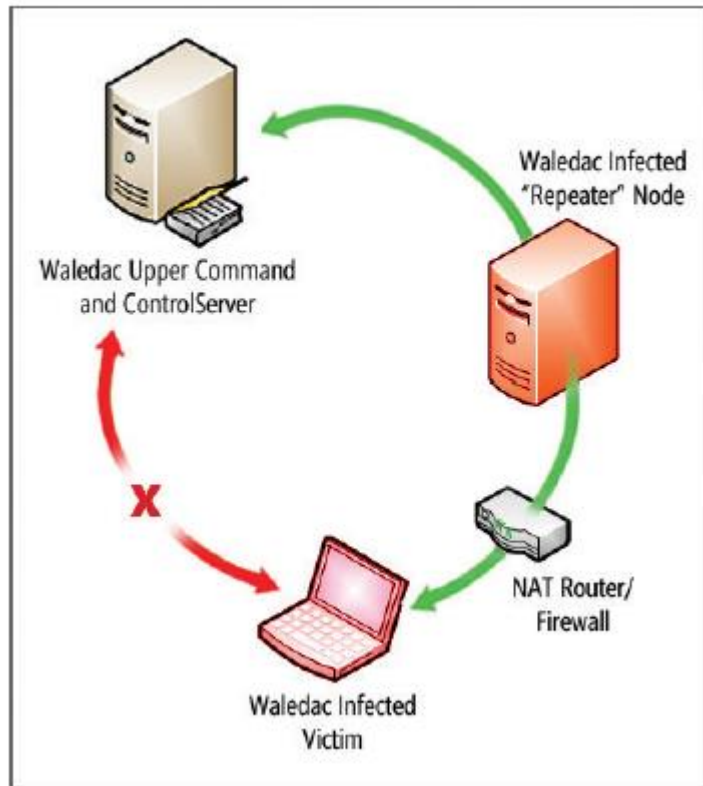 Waledac Infected
"Repeater" Node
Waledac Upper Command
and ControlServer
X
NAT Router/
Firewall
Waledac Infected
Victim